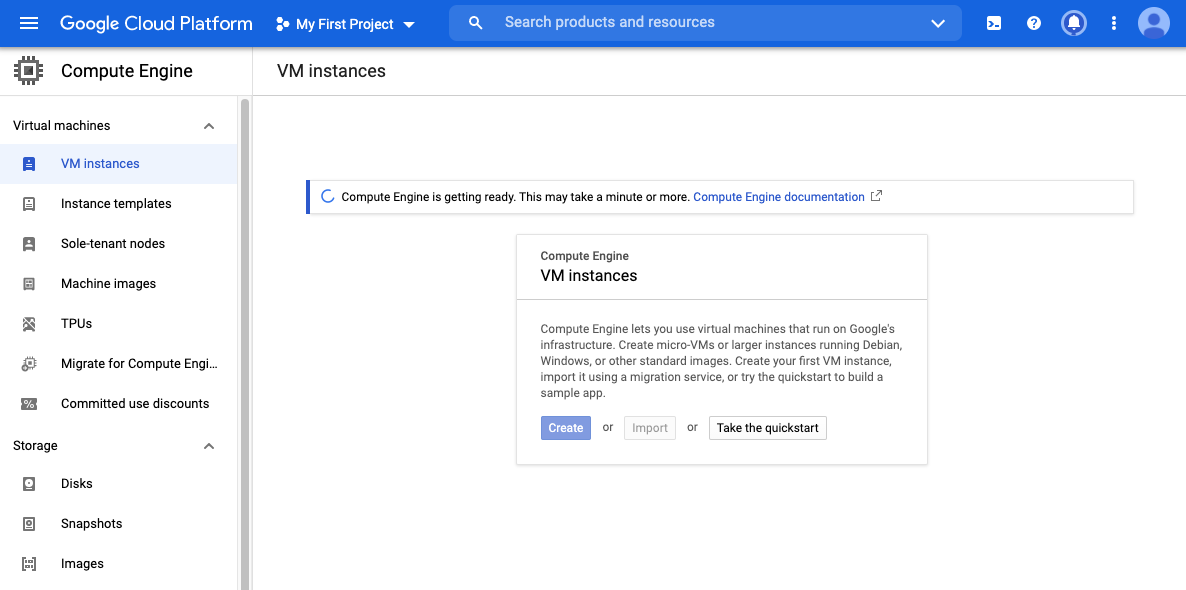 Google Cloud Platform My First Project Search products and resources
Compute Engine VM instances
Virtual machines
VM instances
Instance templates
Sole-tenant nodes
Machine images
TPUs
Migrate for Compute Engi...
Committed use discounts
Storage
Disks
Snapshots
Images
Compute Engine is getting ready. This may take a minute or more. Compute Engine documentation
Compute Engine
VM instances
Compute Engine lets you use virtual machines that run on Google's
infrastructure. Create micro-VMs or larger instances running Debian,
Windows, or other standard images. Create your first VM instance,
import it using a migration service, or try the quickstart to build a
sample app.
Create or Import or Take the quickstart